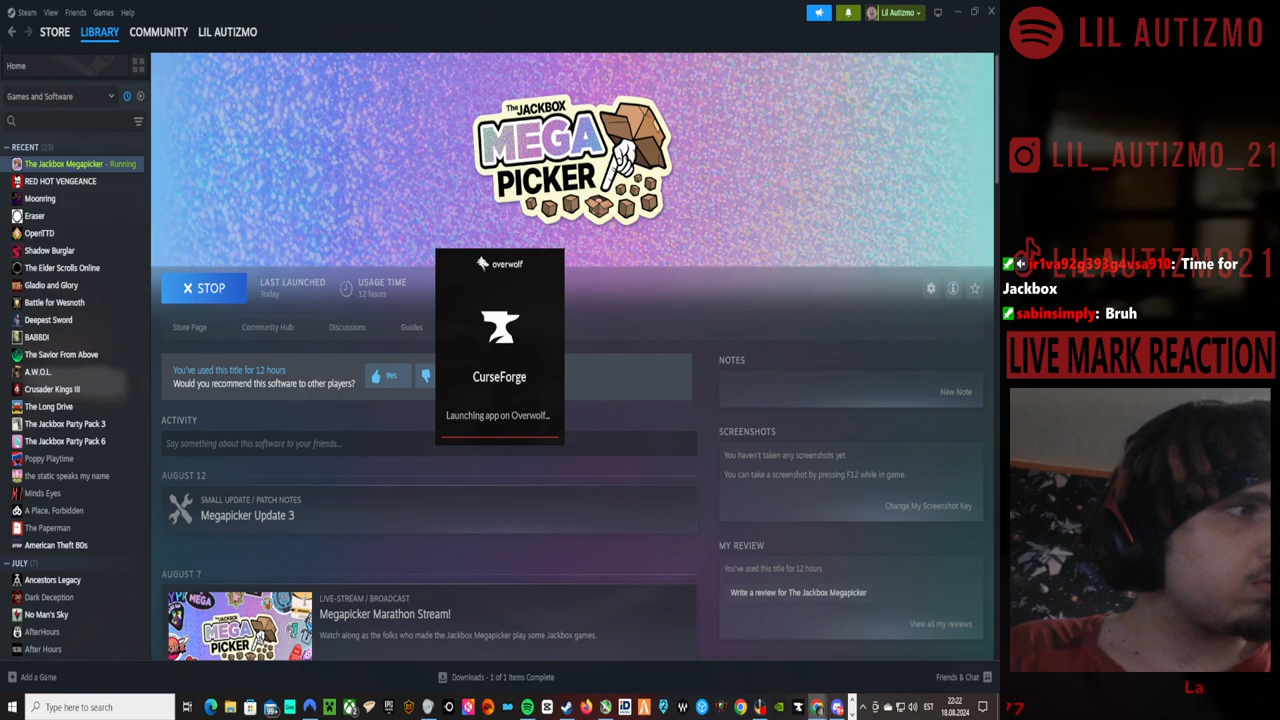 Steam View Friends Games Help
Lil Autizmo
STORE LIBRARY COMMUNITY LIL AUTIZMO
Home
Games and Software
RECENT (23)
The Jackbox Megapicker - Running
RED HOT VENGEANCE
Moonring
Eraser
OpenTTD
Shadow Burglar
The Elder Scrolls Online
Gladio and Glory
Battle for Wesnoth
Deepest Sword
BABBDI
The Savior From Above
A.W.O.L.
Crusader Kings III
The Long Drive
The Jackbox Party Pack 3
The Jackbox Party Pack 6
Poppy Playtime
the static speaks my name
Minds Eyes
A Place, Forbidden
The Paperman
American Theft 80s
JULY (7)
Ancestors Legacy
Dark Deception
No Man's Sky
AfterHours
After Hours
The JACKBOX
MEGA
PICKER
STOP
LAST LAUNCHED
Today
USAGE TIME
12 hours
Store Page Community Hub Discussions Guides
You've used this title for 12 hours
Would you recommend this software to other players?
Yes
overwolf
CurseForge
Launching app on Overwolf...
ACTIVITY
Say something about this software to your friends...
AUGUST 12
SMALL UPDATE / PATCH NOTES
Megapicker Update 3
AUGUST 7
LIVE-STREAM / BROADCAST
Megapicker Marathon Stream!
Watch along as the folks who made the Jackbox Megapicker play some Jackbox games.
The JACKBOX
MEGA
PICKER
NOTES
New Note
SCREENSHOTS
You haven't taken any screenshots yet
You can take a screenshot by pressing F12 while in game.
Change My Screenshot Key
MY REVIEW
You've used this title for 12 hours
Write a review for The Jackbox Megapicker
View all my reviews
Add a Game
Downloads - 1 of 1 Items Complete
Friends & Chat
Type here to search
99+
EST
22:22
18.08.2024
LIL AUTIZMO
LIL_AUTIZMO_21
LILAUTIZMO21
ir1va92g393g4vsa910: Time for
Jackbox
sabinsimply: Bruh
LIVE MARK REACTION
La
77